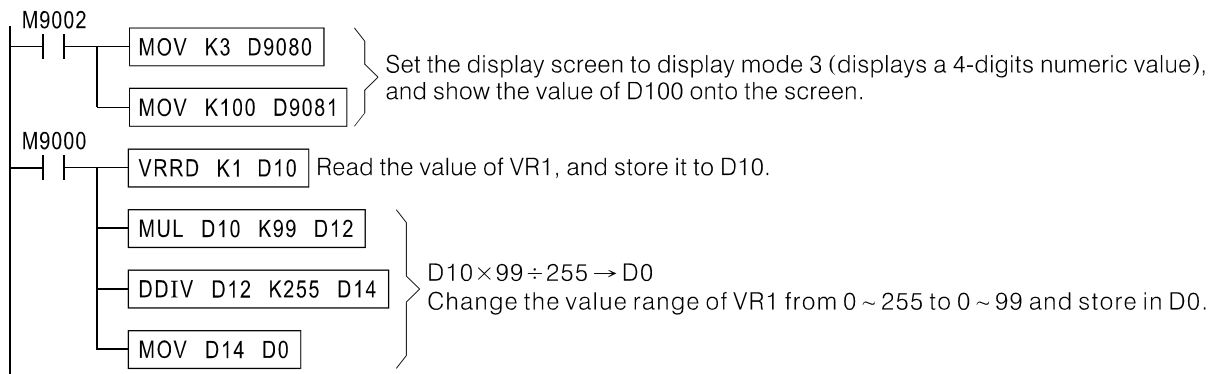 M9002
MOV K3 D9080
MOV K100 D9081
Set the display screen to display mode 3 (displays a 4-digits numeric value),
and show the value of D100 onto the screen.
M9000
VRRD K1 D10 Read the value of VR1, and store it to D10.
MUL D10 K99 D12
DDIV D12 K255 D14
MOV D14 D0
D10×99÷255→D0
Change the value range of VR1 from 0 ~ 255 to 0 ~ 99 and store in D0.